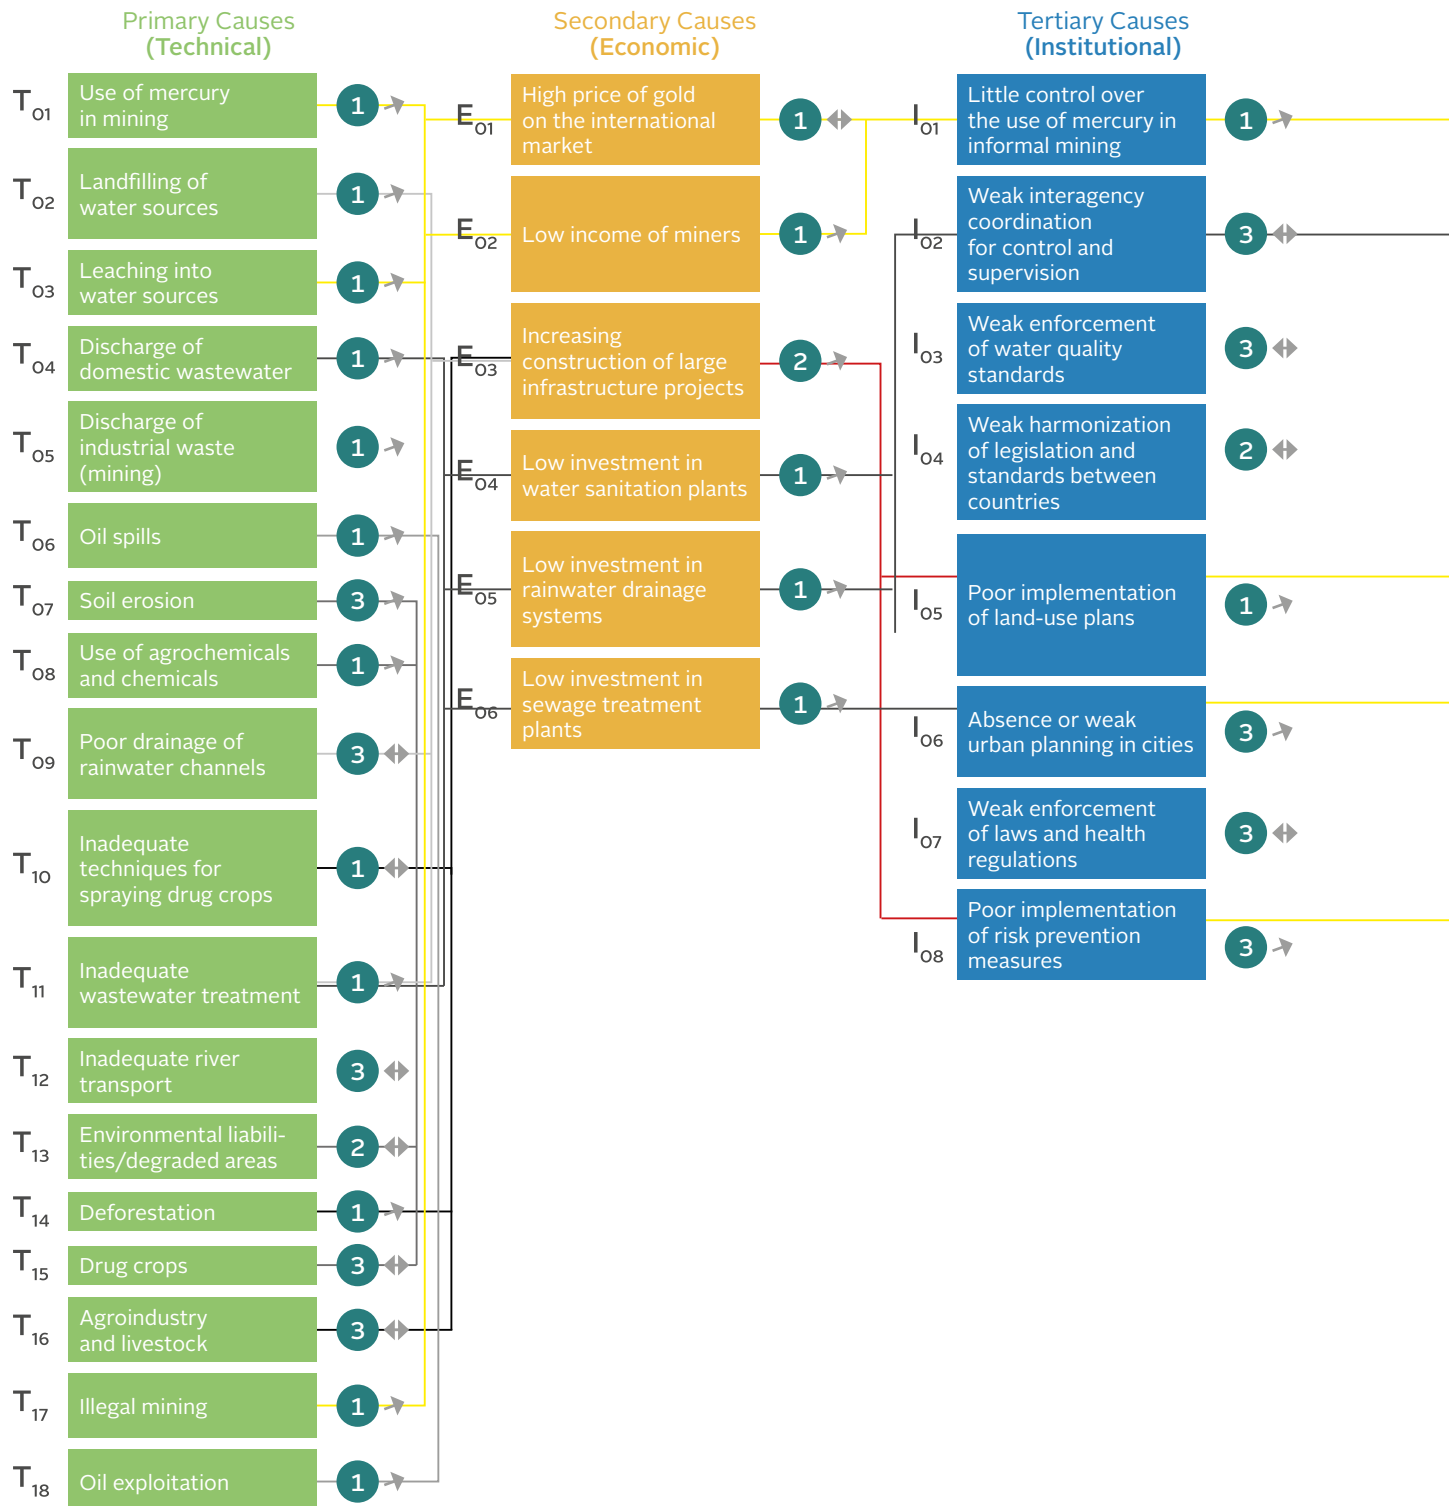 Primary Causes
(Technical)
T01
Use of mercury
in mining
1
T02
Landfilling of
water sources
1
T03
Leaching into
water sources
1
T04
Discharge of
domestic wastewater
1
T05
Discharge of
industrial waste
(mining)
1
T06
Oil spills
1
T07
Soil erosion
3
T08
Use of agrochemicals
and chemicals
1
T09
Poor drainage of
rainwater channels
3
T10
Inadequate
techniques for
spraying drug crops
1
T11
Inadequate
wastewater treatment
1
T12
Inadequate river
transport
3
T13
Environmental liabili-
ties/degraded areas
2
T14
Deforestation
1
T15
Drug crops
3
T16
Agroindustry
and livestock
3
T17
Illegal mining
1
T18
Oil exploitation
1
Secondary Causes
(Economic)
E01
High price of gold
on the international
market
1
E02
Low income of miners
1
E03
Increasing
construction of large
infrastructure projects
2
E04
Low investment in
water sanitation plants
1
E05
Low investment in
rainwater drainage
systems
1
E06
Low investment in
sewage treatment
plants
1
Tertiary Causes
(Institutional)
I01
Little control over
the use of mercury in
informal mining
1
I02
Weak interagency
coordination
for control and
supervision
3
I03
Weak enforcement
of water quality
standards
3
I04
Weak harmonization
of legislation and
standards between
countries
2
I05
Poor implementation
of land-use plans
1
I06
Absence or weak
urban planning in cities
3
I07
Weak enforcement
of laws and health
regulations
3
I08
Poor implementation
of risk prevention
measures
3